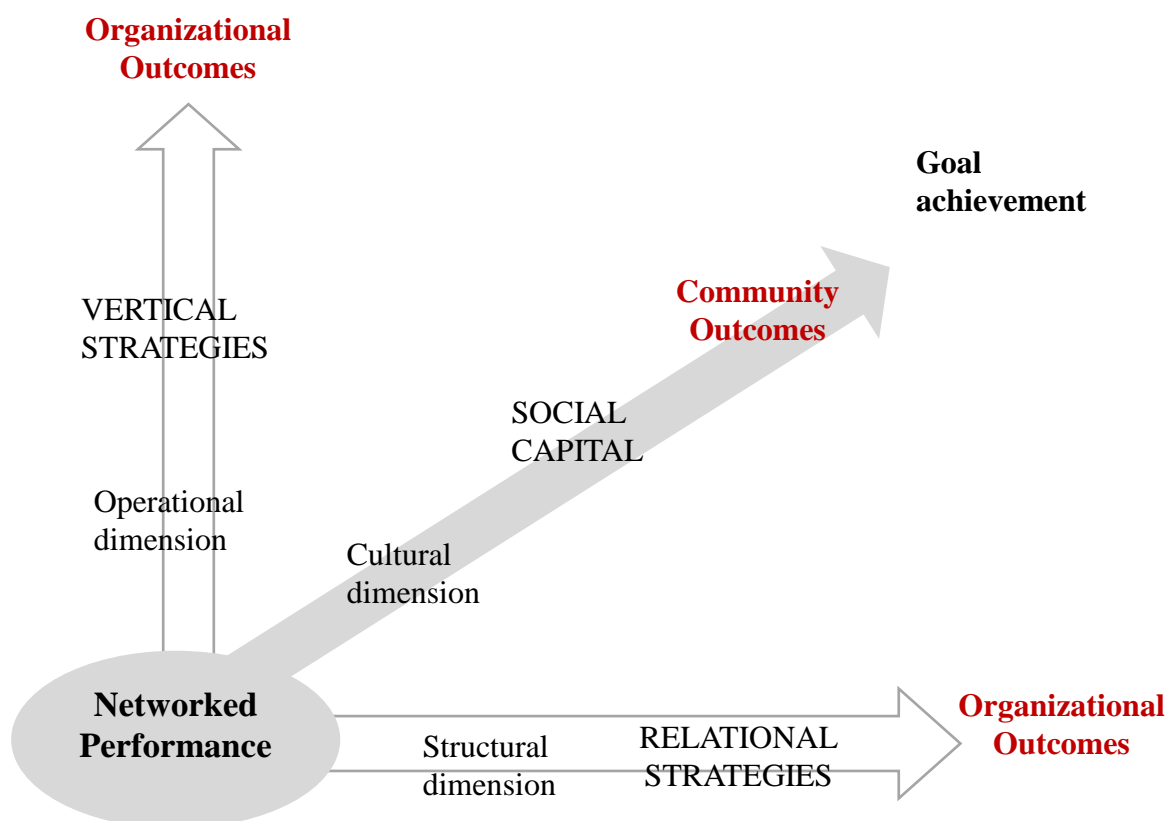 Organizational
Outcomes
Goal
achievement
Community
Outcomes
VERTICAL
STRATEGIES
SOCIAL
CAPITAL
Operational
dimension
Cultural
dimension
Networked
Performance
Structural
dimension
RELATIONAL
STRATEGIES
Organizational
Outcomes